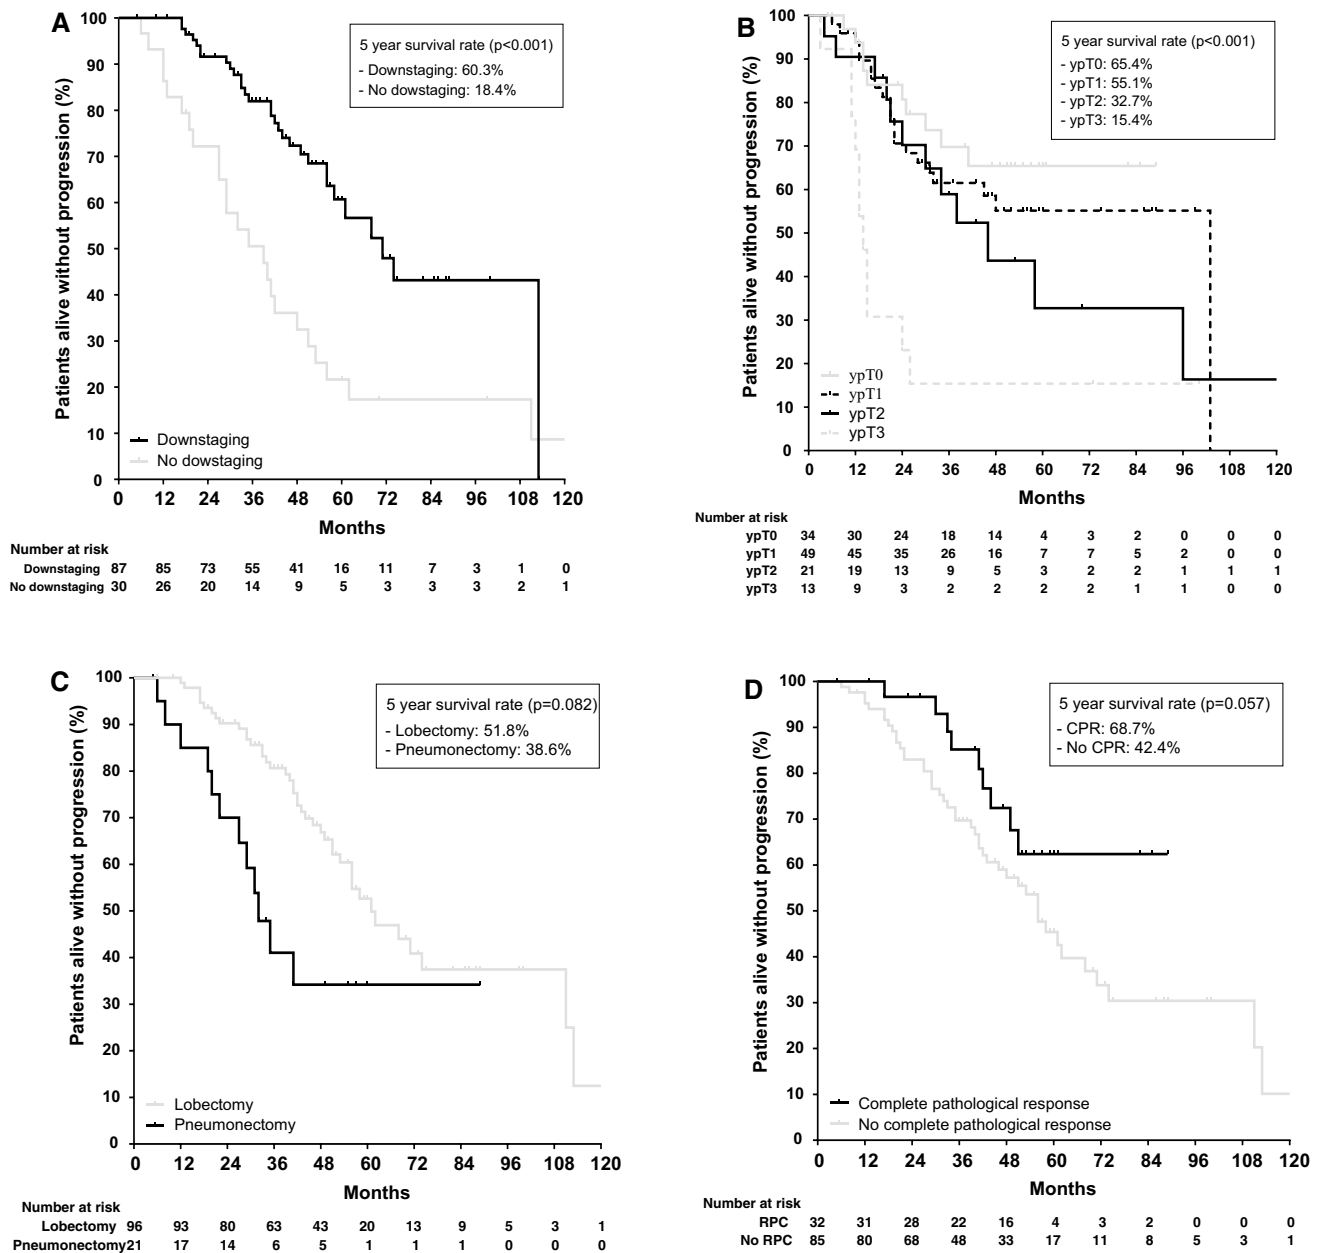 A
Patients alive without progression (%)
100
90
80
70
60
50
40
30
20
10
0
5 year survival rate (p<0.001)
- Downstaging: 60.3%
- No dowstaging: 18.4%
Downstaging
No dowstaging
0 12 24 36 48 60 72 84 96 108 120
Months
Number at risk
Downstaging 87 85 73 55 41 16 11 7 3 1 0
No downstaging 30 26 20 14 9 5 3 3 3 2 1
B
Patients alive without progression (%)
100
90
80
70
60
50
40
30
20
10
0
5 year survival rate (p<0.001)
- ypT0: 65.4%
- ypT1: 55.1%
- ypT2: 32.7%
- ypT3: 15.4%
ypT0
ypT1
ypT2
ypT3
0 12 24 36 48 60 72 84 96 108 120
Months
Number at risk
ypT0 34 30 24 18 14 4 3 2 0 0 0
ypT1 49 45 35 26 16 7 7 5 2 0 0
ypT2 21 19 13 9 5 3 2 2 1 1 1
ypT3 13 9 3 2 2 2 2 1 1 0 0
C
Patients alive without progression (%)
100
90
80
70
60
50
40
30
20
10
0
5 year survival rate (p=0.082)
- Lobectomy: 51.8%
- Pneumonectomy: 38.6%
Lobectomy
Pneumonectomy
0 12 24 36 48 60 72 84 96 108 120
Months
Number at risk
Lobectomy 96 93 80 63 43 20 13 9 5 3 1
Pneumonectomy 21 17 14 6 5 1 1 1 0 0 0
D
Patients alive without progression (%)
100
90
80
70
60
50
40
30
20
10
0
5 year survival rate (p=0.057)
- CPR: 68.7%
- No CPR: 42.4%
Complete pathological response
No complete pathological response
0 12 24 36 48 60 72 84 96 108 120
Months
Number at risk
RPC 32 31 28 22 16 4 3 2 0 0 0
No RPC 85 80 68 48 33 17 11 8 5 3 1